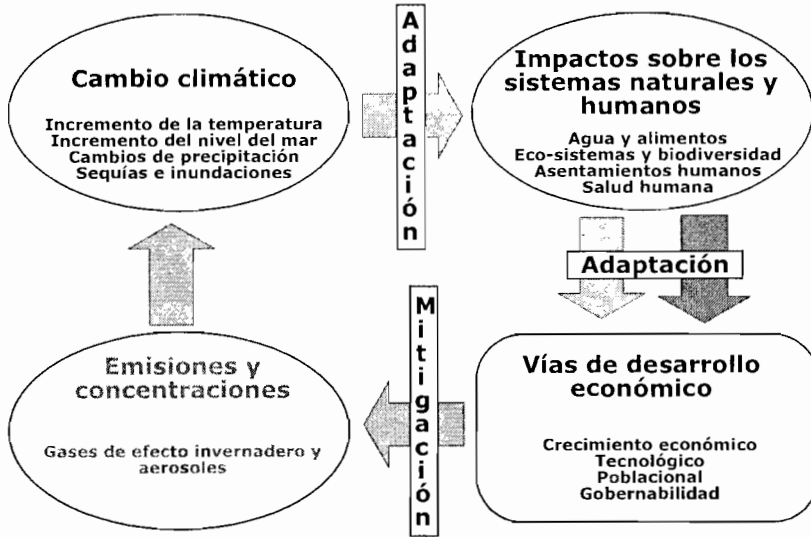 Cambio climático
Incremento de la temperatura
Incremento del nivel del mar
Cambios de precipitación
Sequías e inundaciones
Adaptación
Impactos sobre los
sistemas naturales y
humanos
Agua y alimentos
Eco-sistemas y biodiversidad
Asentamientos humanos
Salud humana
Adaptación
Vías de desarrollo
económico
Crecimiento económico
Tecnológico
Poblacional
Gobernabilidad
Mitigación
Emisiones y
concentraciones
Gases de efecto invernadero y
aerosoles